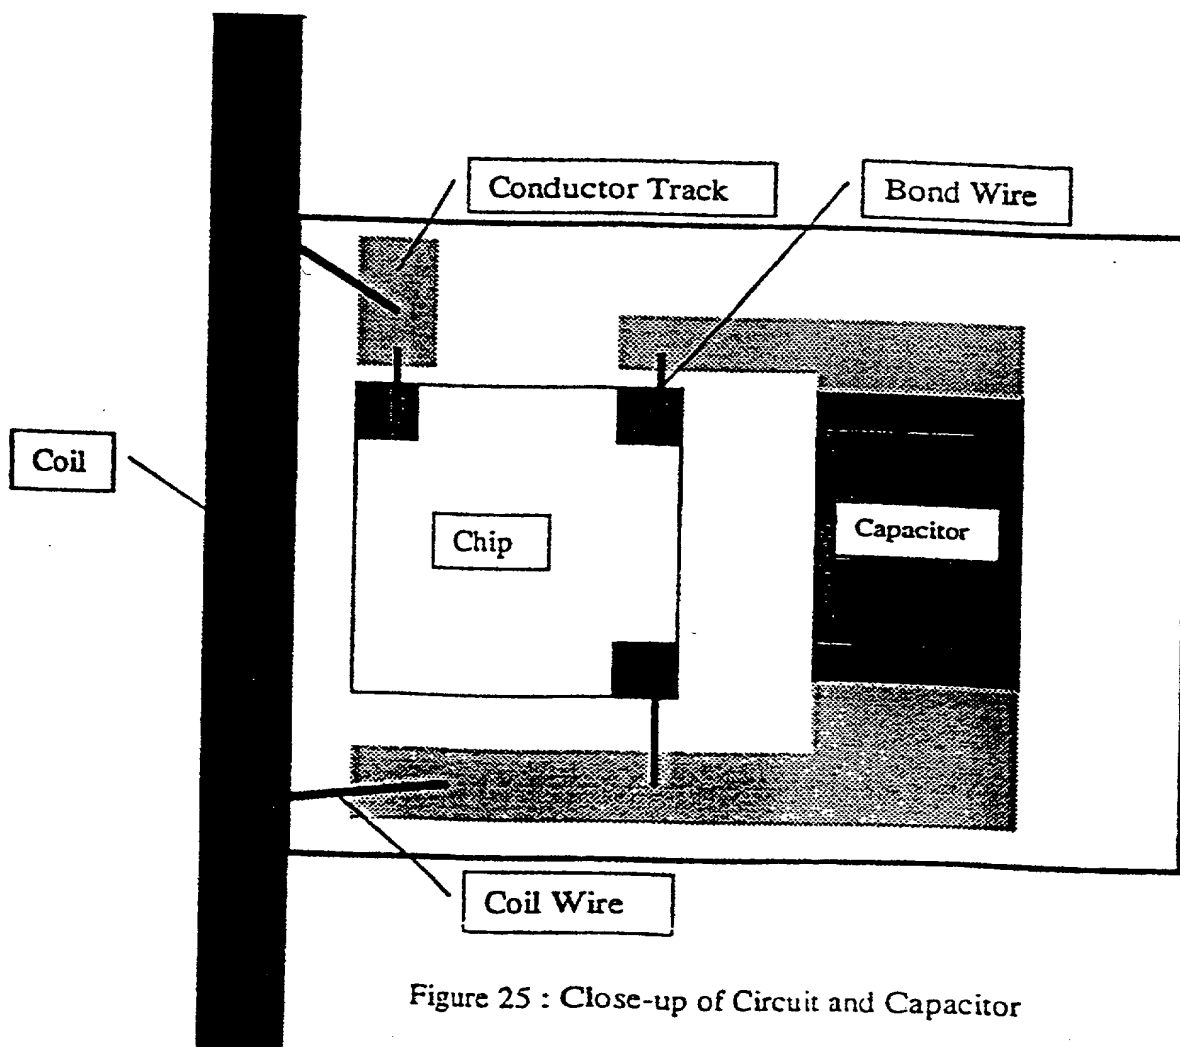 Conductor Track
Bond Wire
Coil
Chip
Capacitor
Coil Wire
Figure 25 : Close-up of Circuit and Capacitor